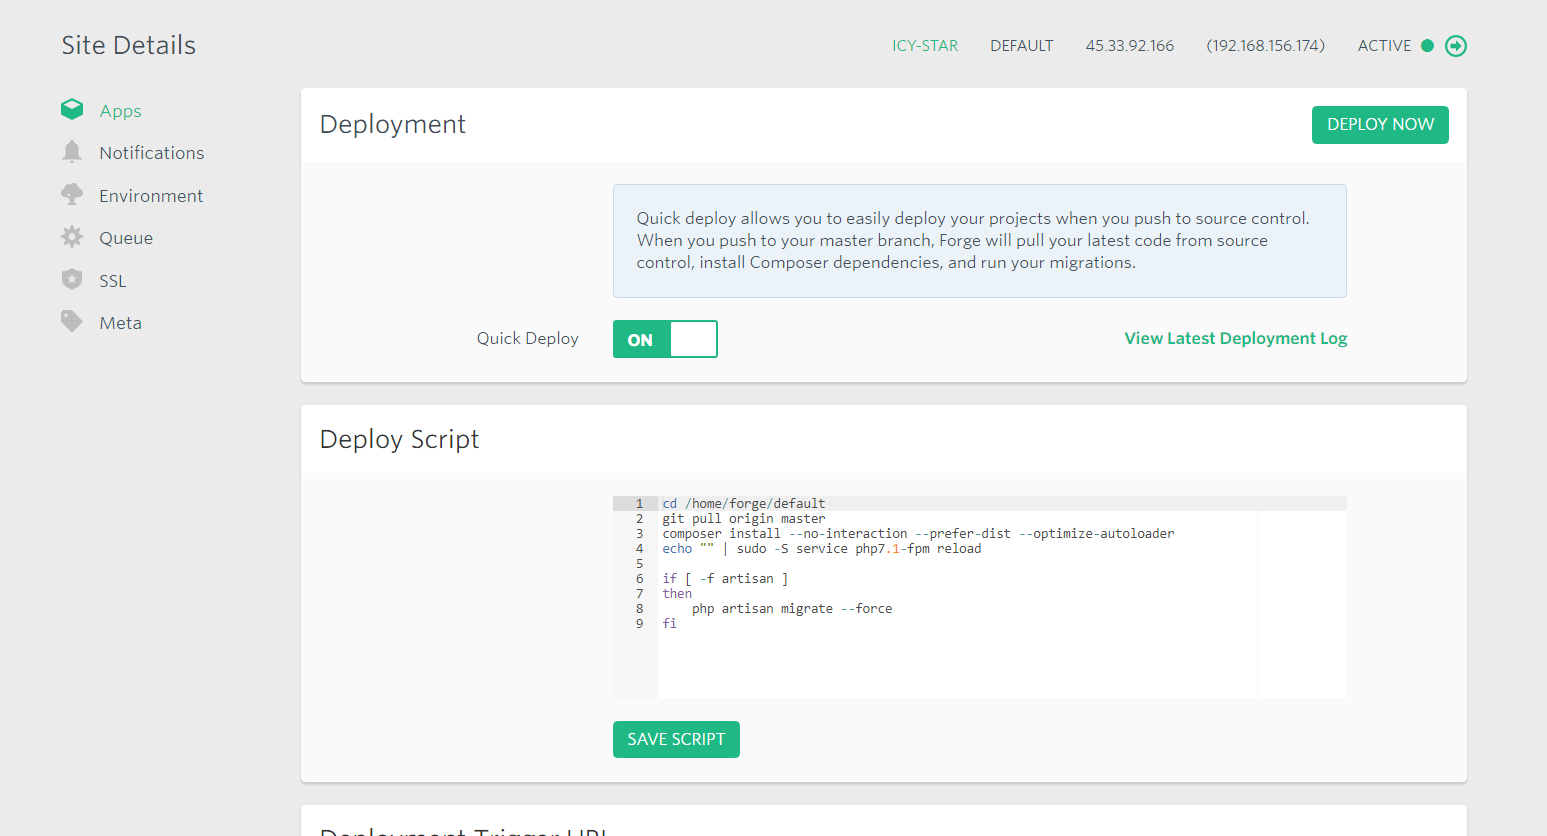 Site Details
ICY-STAR DEFAULT 45.33.92.166 (192.168.156.174) ACTIVE
Apps
Notifications
Environment
Queue
SSL
Meta
Deployment
DEPLOY NOW
Quick deploy allows you to easily deploy your projects when you push to source control.
When you push to your master branch, Forge will pull your latest code from source
control, install Composer dependencies, and run your migrations.
Quick Deploy
ON
View Latest Deployment Log
Deploy Script
1 cd /home/forge/default
2 git pull origin master
3 composer install --no-interaction --prefer-dist --optimize-autoloader
4 echo "" | sudo -S service php7.1-fpm reload
5
6 if [ -f artisan ]
7 then
8     php artisan migrate --force
9 fi
SAVE SCRIPT
Deployment Trigger URL